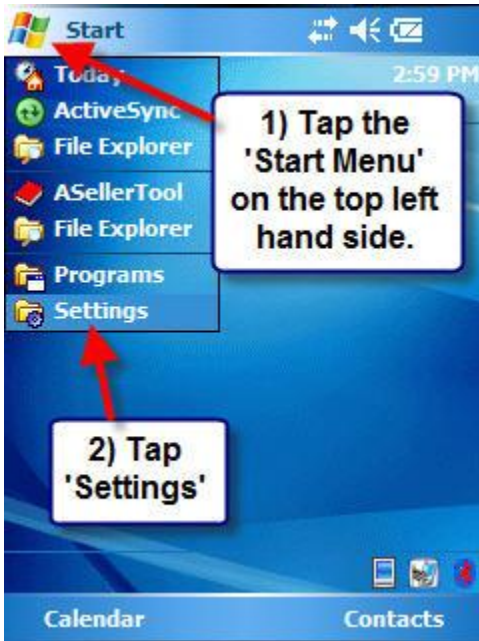 Start
Today
2:59 PM
ActiveSync
File Explorer
ASellerTool
File Explorer
Programs
Settings
1) Tap the
'Start Menu'
on the top left
hand side.
2) Tap
'Settings'
Calendar
Contacts